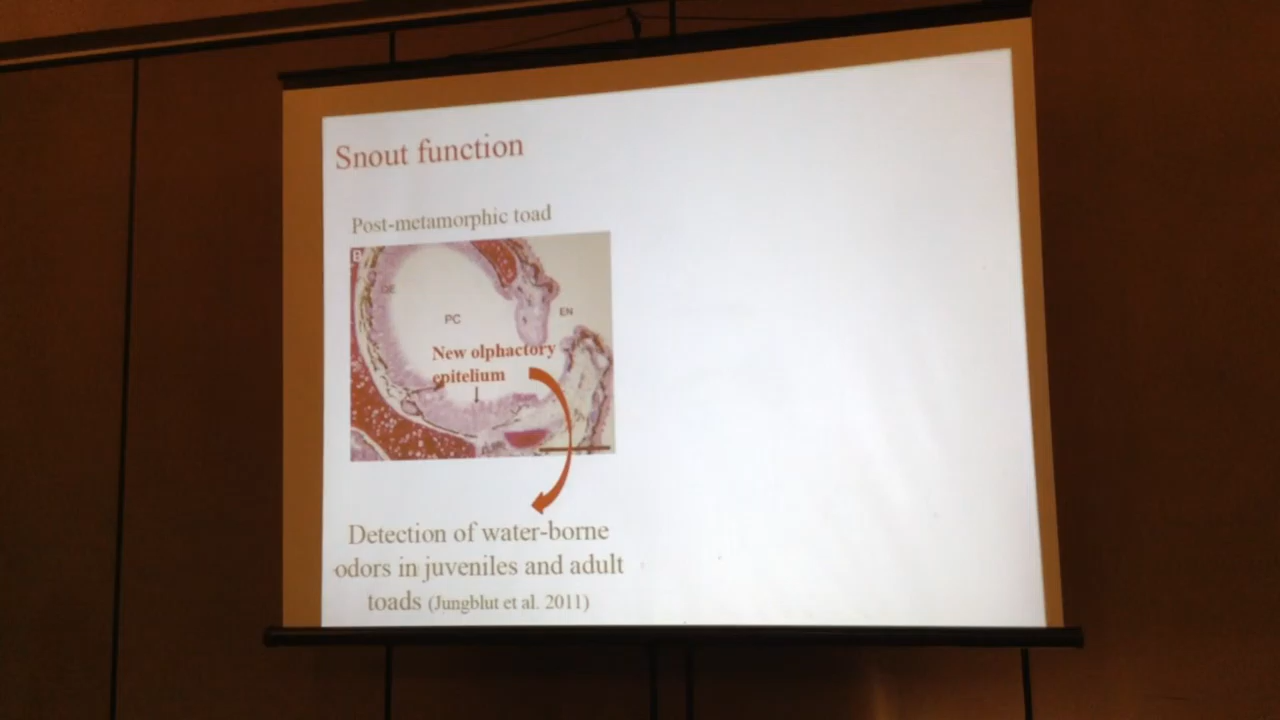 Snout function
Post-metamorphic toad
B
OE
PC
EN
New olphactory
epitelium
Detection of water-borne
odors in juveniles and adult
toads (Jungblut et al. 2011)